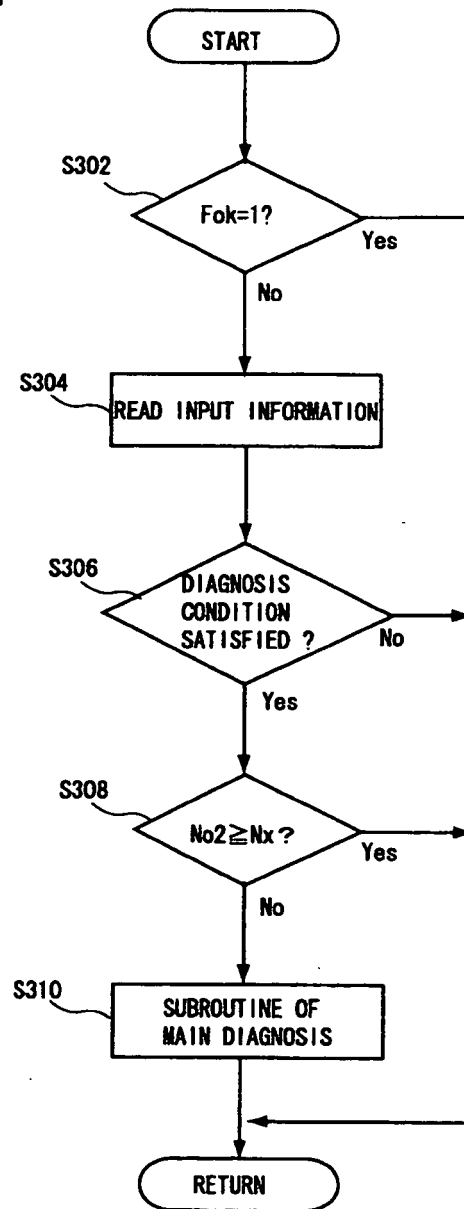 START
S302
Fok=1?
Yes
No
S304
READ INPUT INFORMATION
S306
DIAGNOSIS
CONDITION
SATISFIED ?
No
Yes
S308
No2≧Nx?
Yes
No
S310
SUBROUTINE OF
MAIN DIAGNOSIS
RETURN